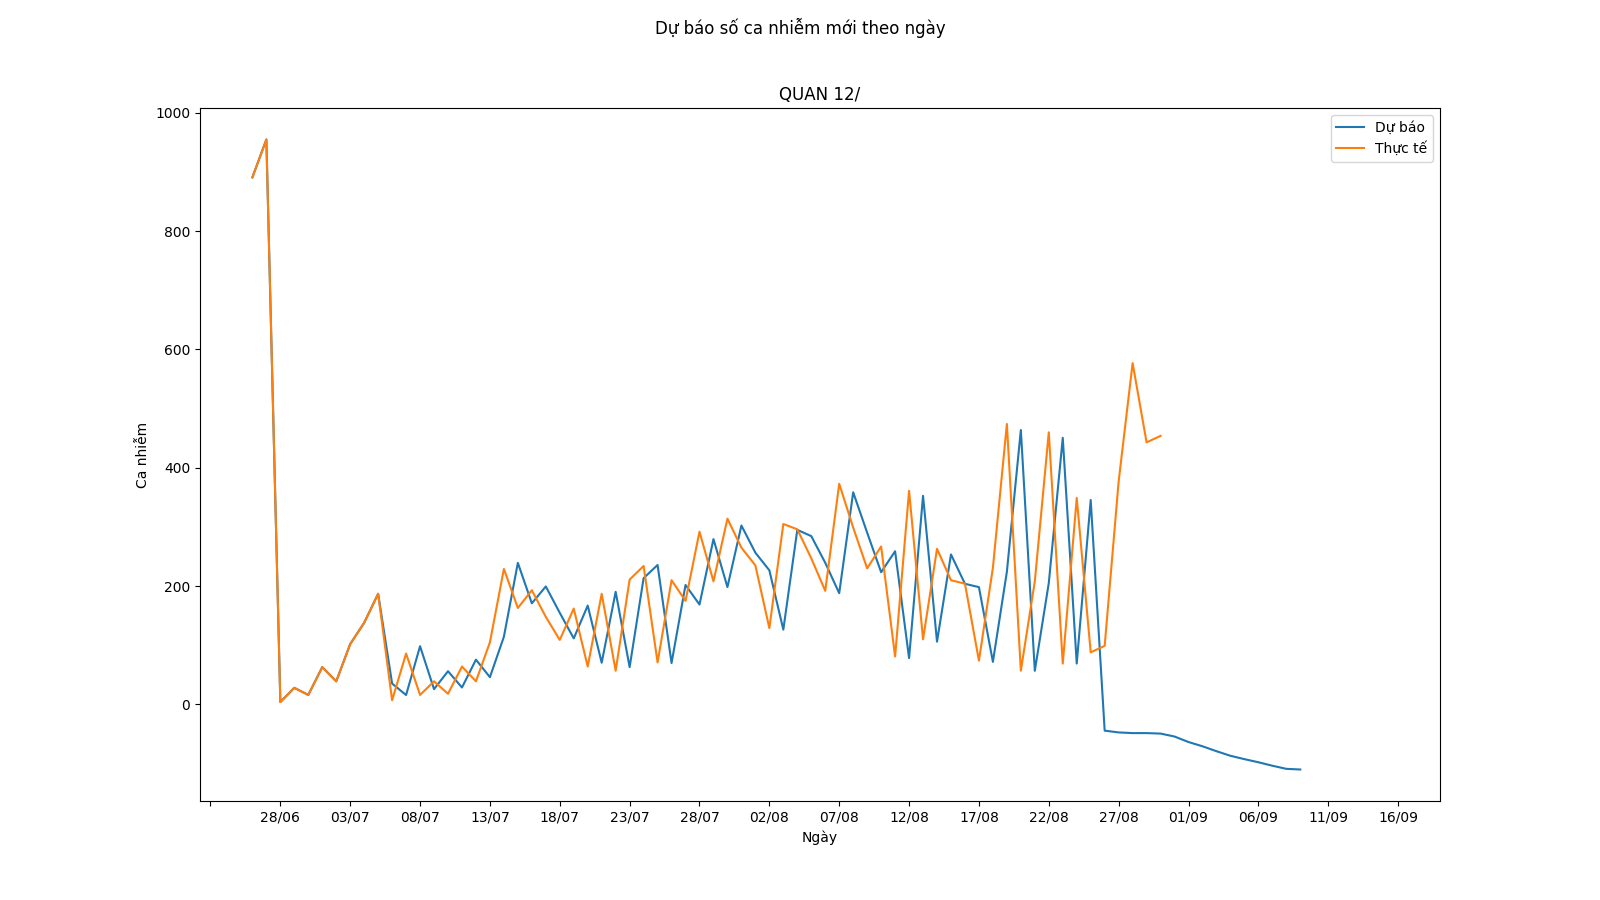 Dự báo số ca nhiễm mới theo ngày
QUAN 12/
1000
800
600
400
200
0
Ca nhiễm
Dự báo
Thực tế
28/06 03/07 08/07 13/07 18/07 23/07 28/07 02/08 07/08 12/08 17/08 22/08 27/08 01/09 06/09 11/09 16/09
Ngày